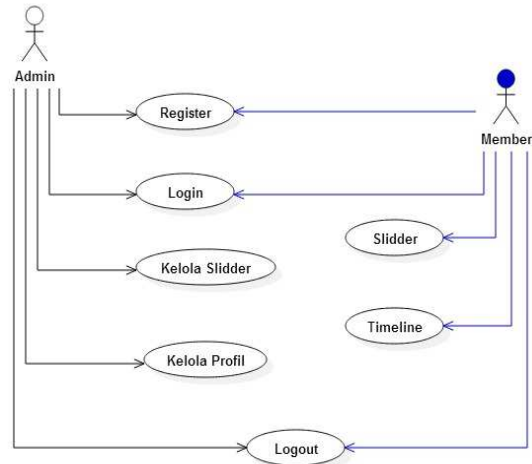 Admin
Register
Member
Login
Slidder
Kelola Slidder
Timeline
Kelola Profil
Logout